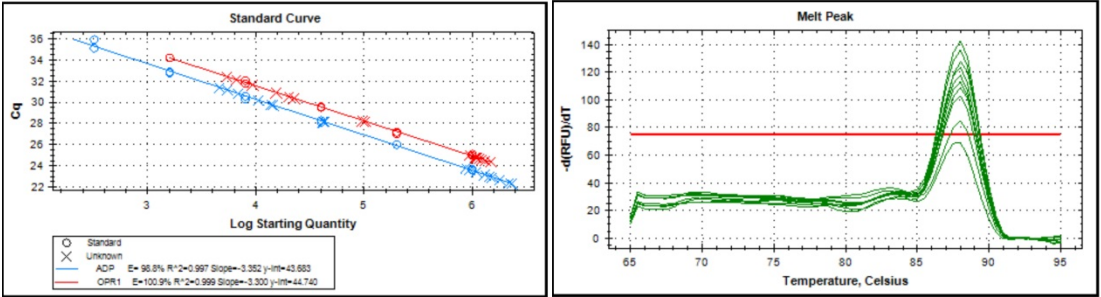 Standard Curve
Cq
36
34
32
30
28
26
24
22
3
4
5
6
Log Starting Quantity
Standard
Unknown
ADP E= 98.8% R^2=0.997 Slope=-3.352 y-int=43.583
OPR1 E=100.9% R^2=0.999 Slope=-3.300 y-int=44.740
Melt Peak
-d(RFU)/dT
140
120
100
80
60
40
20
0
65
70
75
80
85
90
95
Temperature, Celsius